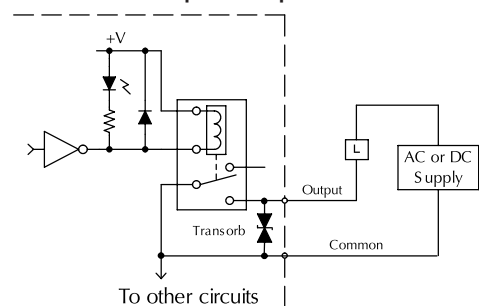 +V
L
AC or DC
Supply
Output
Transorb
Common
To other circuits